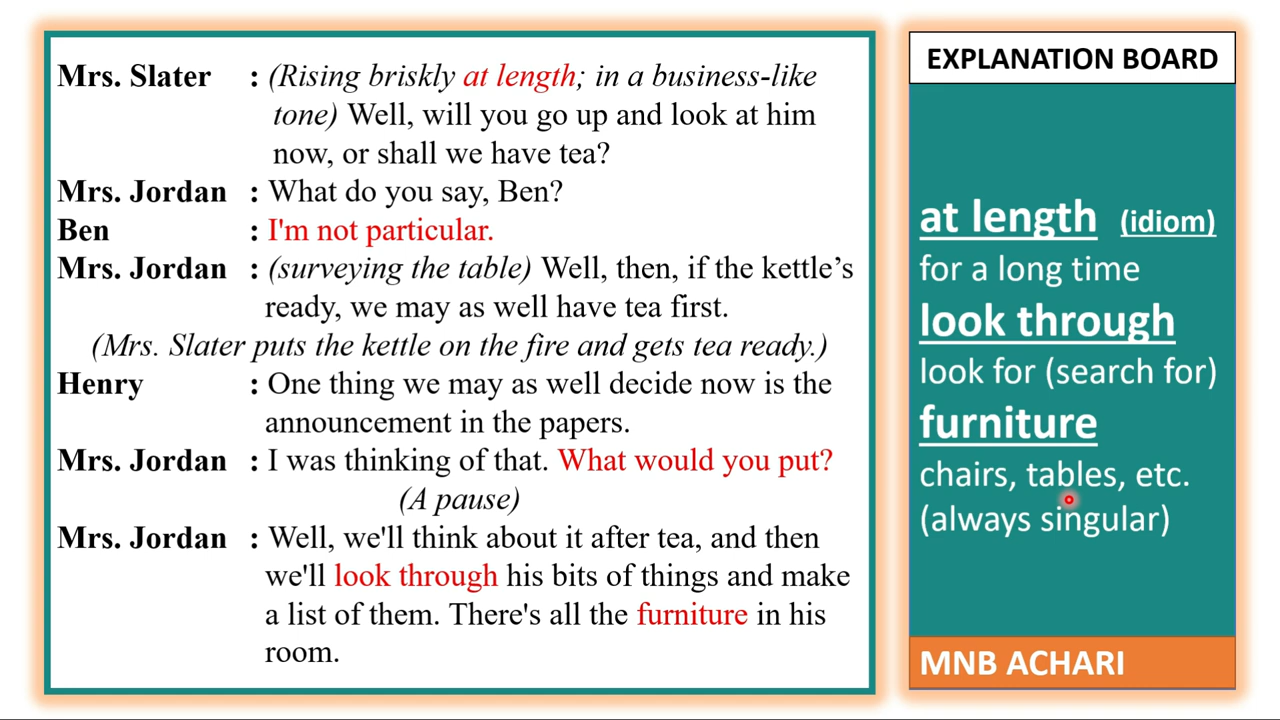 Mrs. Slater : (Rising briskly at length; in a business-like
tone) Well, will you go up and look at him
now, or shall we have tea?
Mrs. Jordan : What do you say, Ben?
Ben : I'm not particular.
Mrs. Jordan : (surveying the table) Well, then, if the kettle’s
ready, we may as well have tea first.
(Mrs. Slater puts the kettle on the fire and gets tea ready.)
Henry : One thing we may as well decide now is the
announcement in the papers.
Mrs. Jordan : I was thinking of that. What would you put?
(A pause)
Mrs. Jordan : Well, we'll think about it after tea, and then
we'll look through his bits of things and make
a list of them. There's all the furniture in his
room.
EXPLANATION BOARD
at length (idiom)
for a long time
look through
look for (search for)
furniture
chairs, tables, etc.
(always singular)
MNB ACHARI